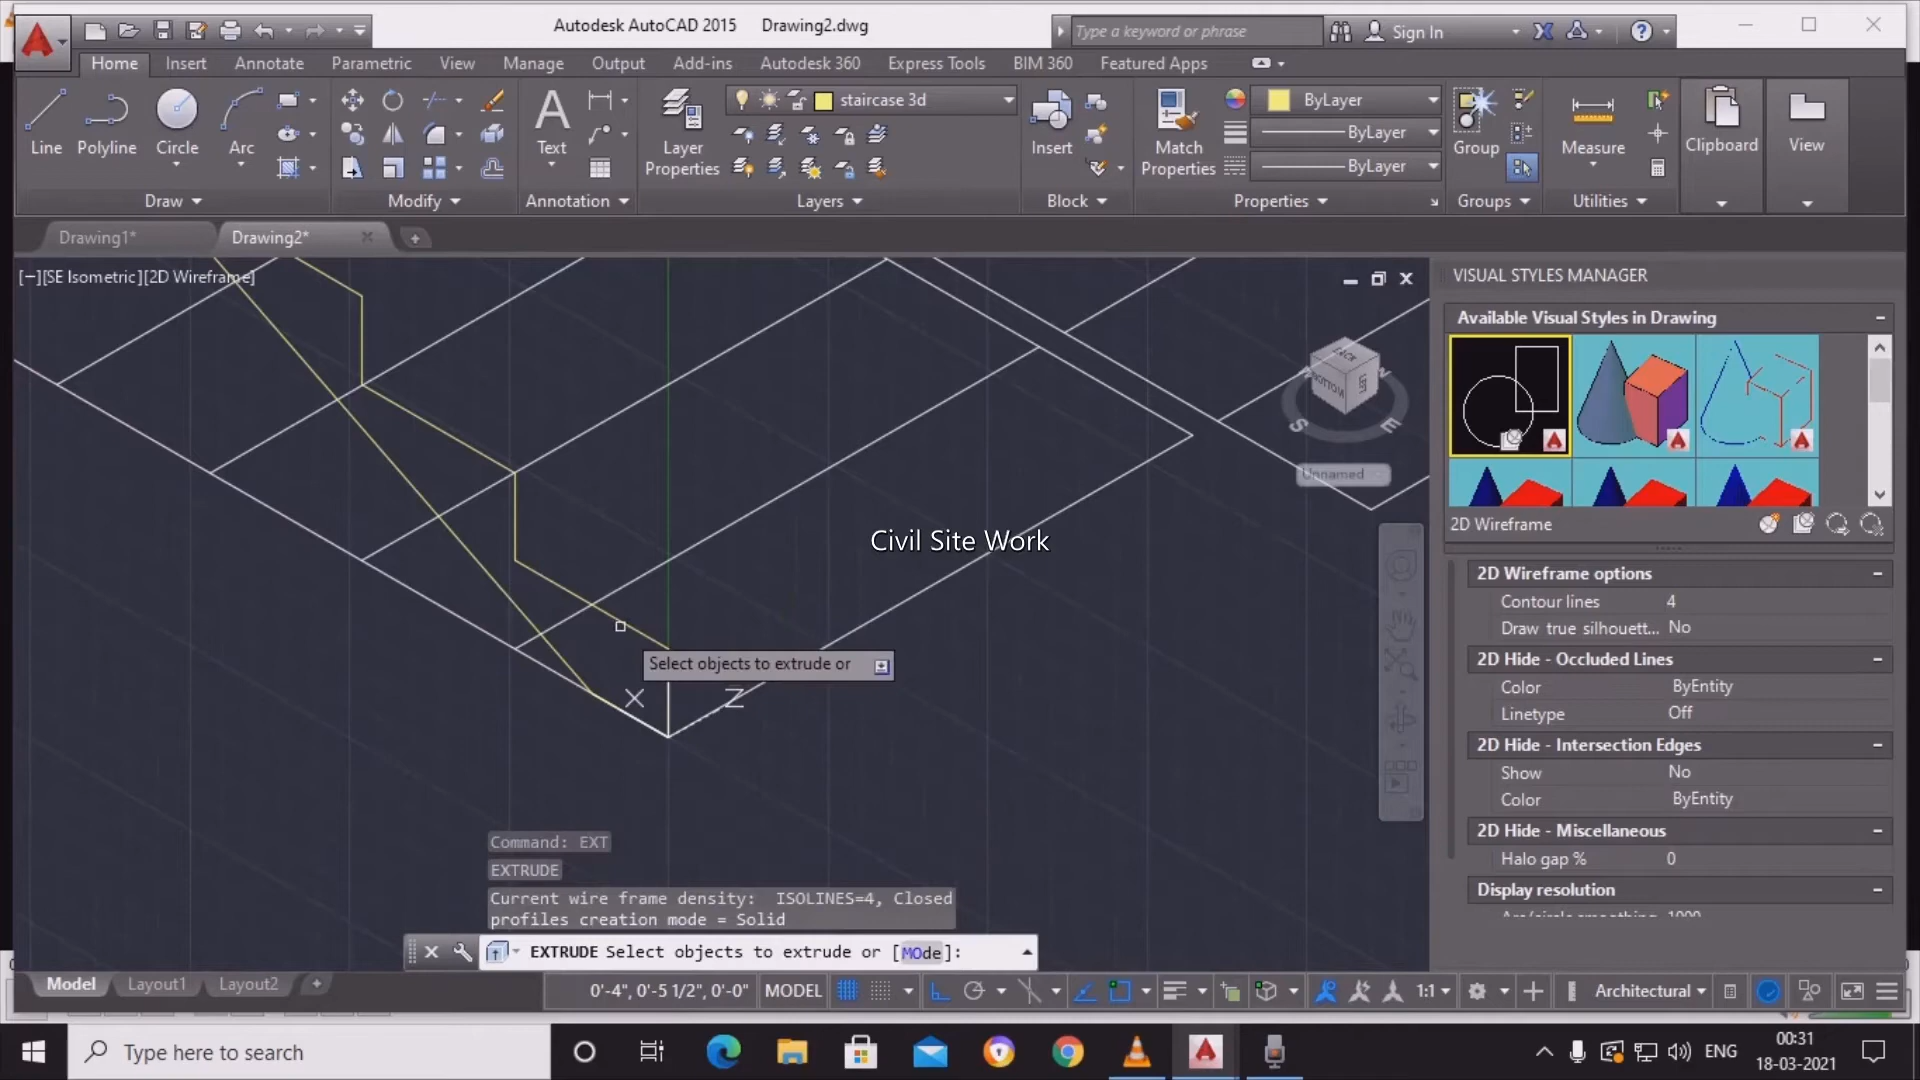 Autodesk AutoCAD 2015 Drawing2.dwg
Type a keyword or phrase
Sign In
Home Insert Annotate Parametric View Manage Output Add-ins Autodesk 360 Express Tools BIM 360 Featured Apps
staircase 3d
ByLayer
ByLayer
ByLayer
Line Polyline Circle Arc
Text
Layer Properties
Insert
Match Properties
Group
Measure
Clipboard
View
Draw Modify Annotation Layers Block Properties Groups Utilities
Drawing1* Drawing2*
[−][SE Isometric][2D Wireframe]
BOTTOM
S
E
Unnamed
Civil Site Work
Select objects to extrude or
X Z
Command: EXT
EXTRUDE
Current wire frame density: ISOLINES=4, Closed
profiles creation mode = Solid
EXTRUDE Select objects to extrude or [MOde]:
VISUAL STYLES MANAGER
Available Visual Styles in Drawing
2D Wireframe
2D Wireframe options
Contour lines 4
Draw true silhouett... No
2D Hide - Occluded Lines
Color ByEntity
Linetype Off
2D Hide - Intersection Edges
Show No
Color ByEntity
2D Hide - Miscellaneous
Halo gap % 0
Display resolution
Model Layout1 Layout2
0'-4", 0'-5 1/2", 0'-0" MODEL 1:1 Architectural
Type here to search
ENG
00:31
18-03-2021